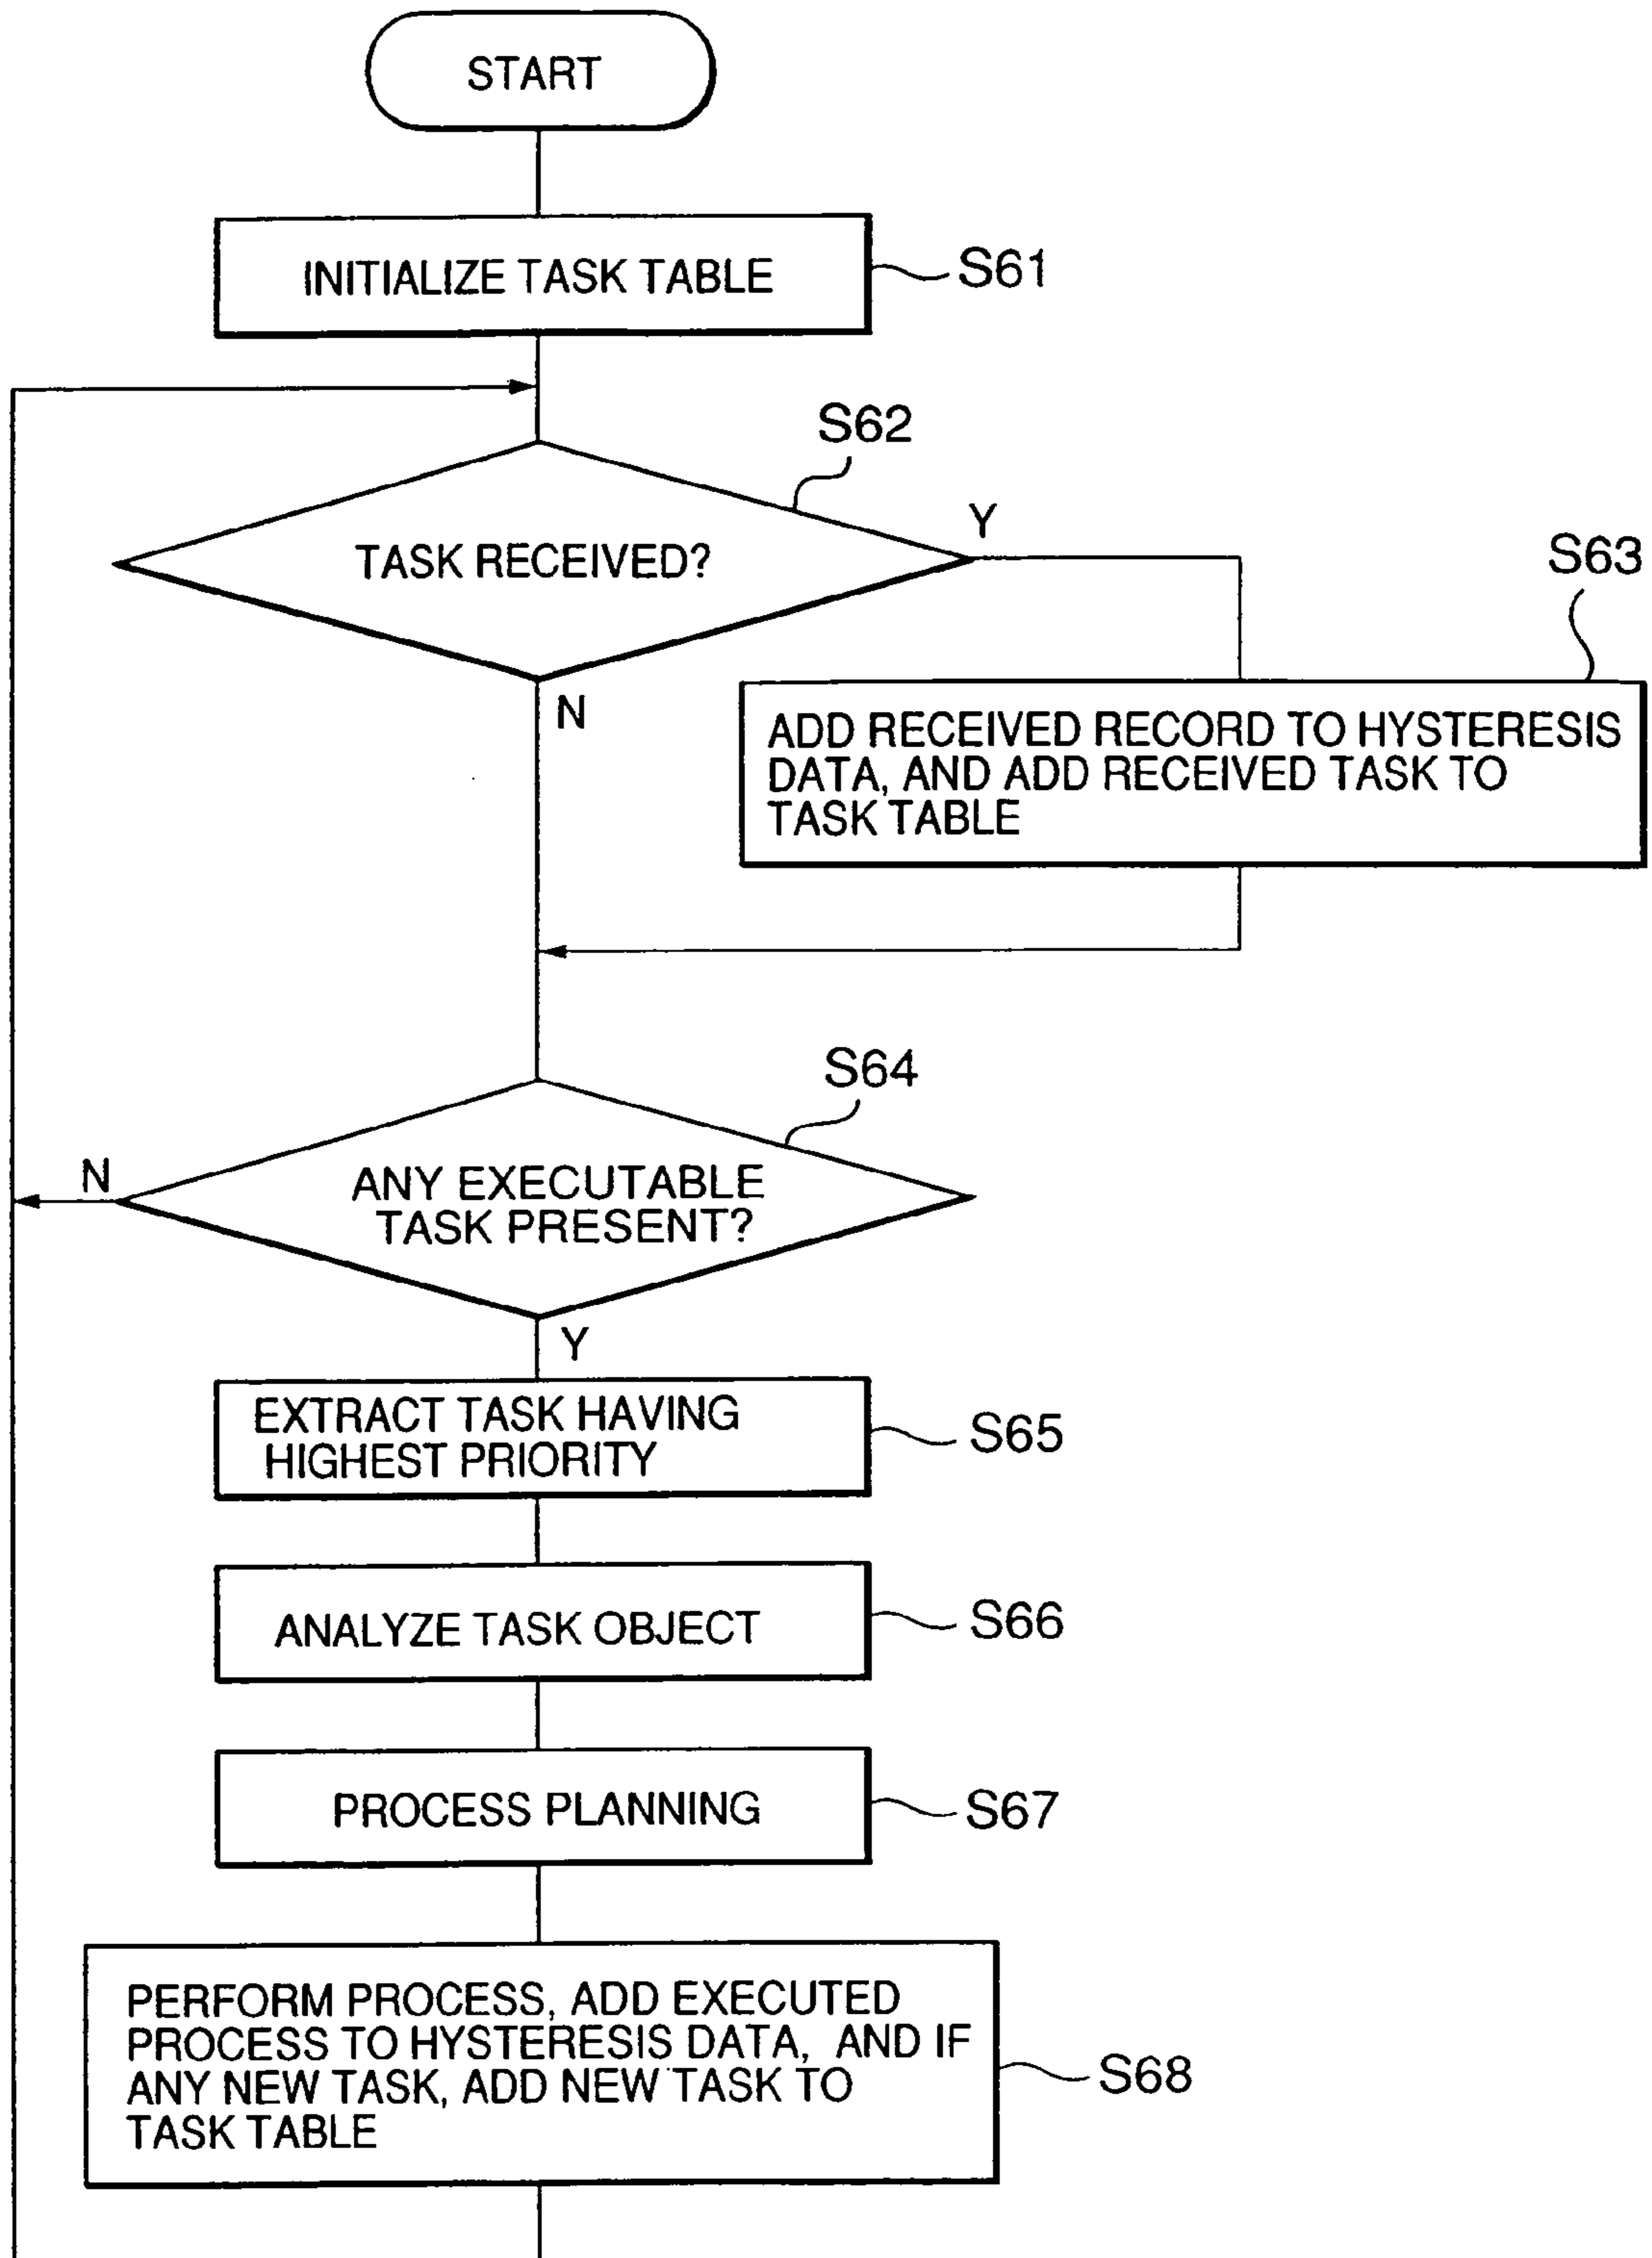 START
INITIALIZE TASK TABLE
S61
S62
TASK RECEIVED?
Y
N
S63
ADD RECEIVED RECORD TO HYSTERESIS
DATA, AND ADD RECEIVED TASK TO
TASK TABLE
S64
ANY EXECUTABLE
TASK PRESENT?
N
Y
EXTRACT TASK HAVING
HIGHEST PRIORITY
S65
ANALYZE TASK OBJECT
S66
PROCESS PLANNING
S67
PERFORM PROCESS, ADD EXECUTED
PROCESS TO HYSTERESIS DATA, AND IF
ANY NEW TASK, ADD NEW TASK TO
TASK TABLE
S68